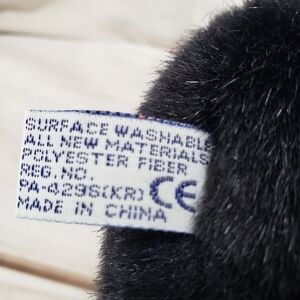 SURFACE WASHABLE
ALL NEW MATERIALS
POLYESTER FIBER
REG. NO.
PA-4296(KR) CE
MADE IN CHINA